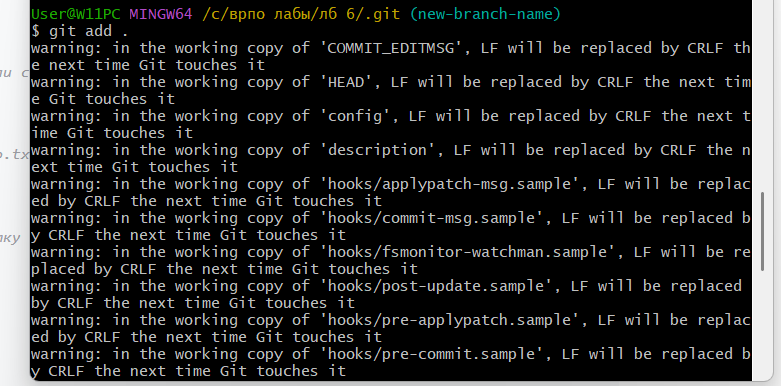 User@W11PC MINGW64 /c/врпо лабы/лб 6/.git (new-branch-name)
$ git add .
warning: in the working copy of 'COMMIT_EDITMSG', LF will be replaced by CRLF th
e next time Git touches it
warning: in the working copy of 'HEAD', LF will be replaced by CRLF the next tim
e Git touches it
warning: in the working copy of 'config', LF will be replaced by CRLF the next t
ime Git touches it
warning: in the working copy of 'description', LF will be replaced by CRLF the n
ext time Git touches it
warning: in the working copy of 'hooks/applypatch-msg.sample', LF will be replac
ed by CRLF the next time Git touches it
warning: in the working copy of 'hooks/commit-msg.sample', LF will be replaced b
y CRLF the next time Git touches it
warning: in the working copy of 'hooks/fsmonitor-watchman.sample', LF will be re
placed by CRLF the next time Git touches it
warning: in the working copy of 'hooks/post-update.sample', LF will be replaced
by CRLF the next time Git touches it
warning: in the working copy of 'hooks/pre-applypatch.sample', LF will be replac
ed by CRLF the next time Git touches it
warning: in the working copy of 'hooks/pre-commit.sample', LF will be replaced b
y CRLF the next time Git touches it